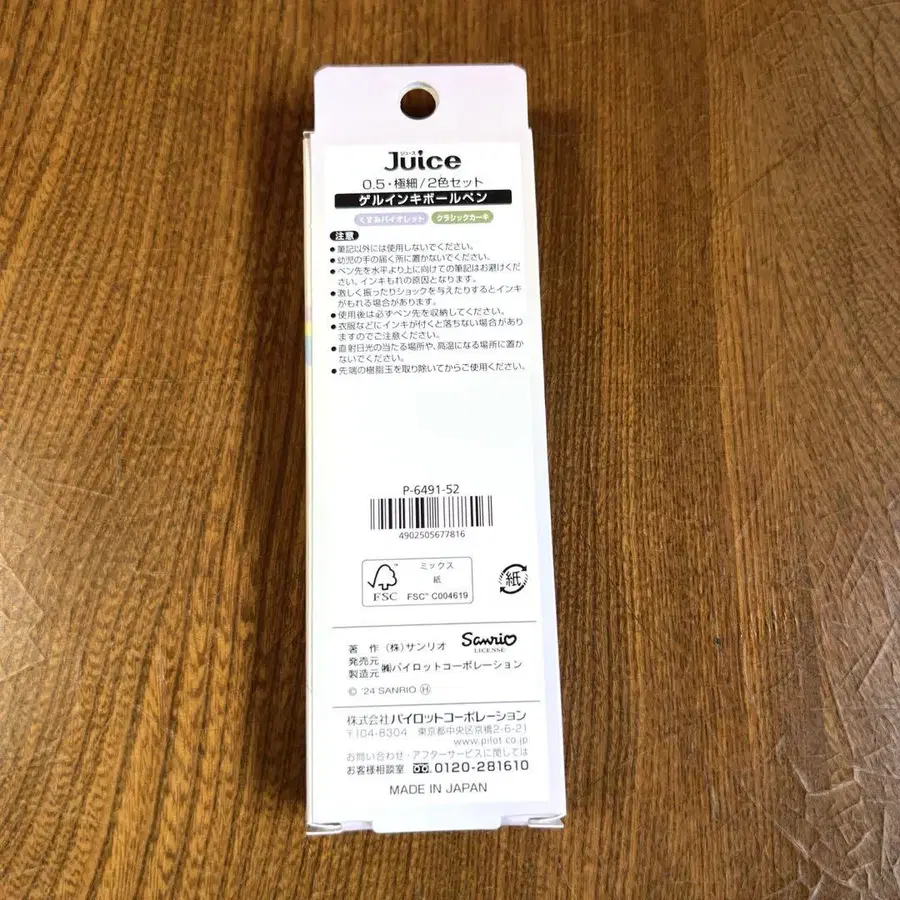 ジュース
Juice
0.5・極細/2色セット
ゲルインキボールペン
くすみバイオレット クラシックカーキ
注意
●筆記以外には使用しないでください。
●幼児の手の届く所に置かないでください。
●ペン先を水平より上に向けての筆記はお避けくだ
さい。インキもれの原因となります。
●激しく振ったりショックを与えたりするとインキ
がもれる場合があります。
●使用後は必ずペン先を収納してください。
●衣服などにインキが付くと落ちない場合があり
ますのでご注意ください。
●直射日光の当たる場所や、高温になる場所に置か
ないでください。
●先端の樹脂玉を取り除いてからご使用ください。
P-6491-52
4902505677816
FSC™
ミックス
紙
FSC™ C004619
紙
著 作 (株)サンリオ
Sanrio
LICENSE
発売元
製造元 ㈱パイロットコーポレーション
© '24 SANRIO Ⓗ
株式会社パイロットコーポレーション
〒104-8304 東京都中央区京橋2-6-21
www.pilot.co.jp
お問い合わせ・アフターサービスに関しては
お客様相談室 0120-281610
MADE IN JAPAN